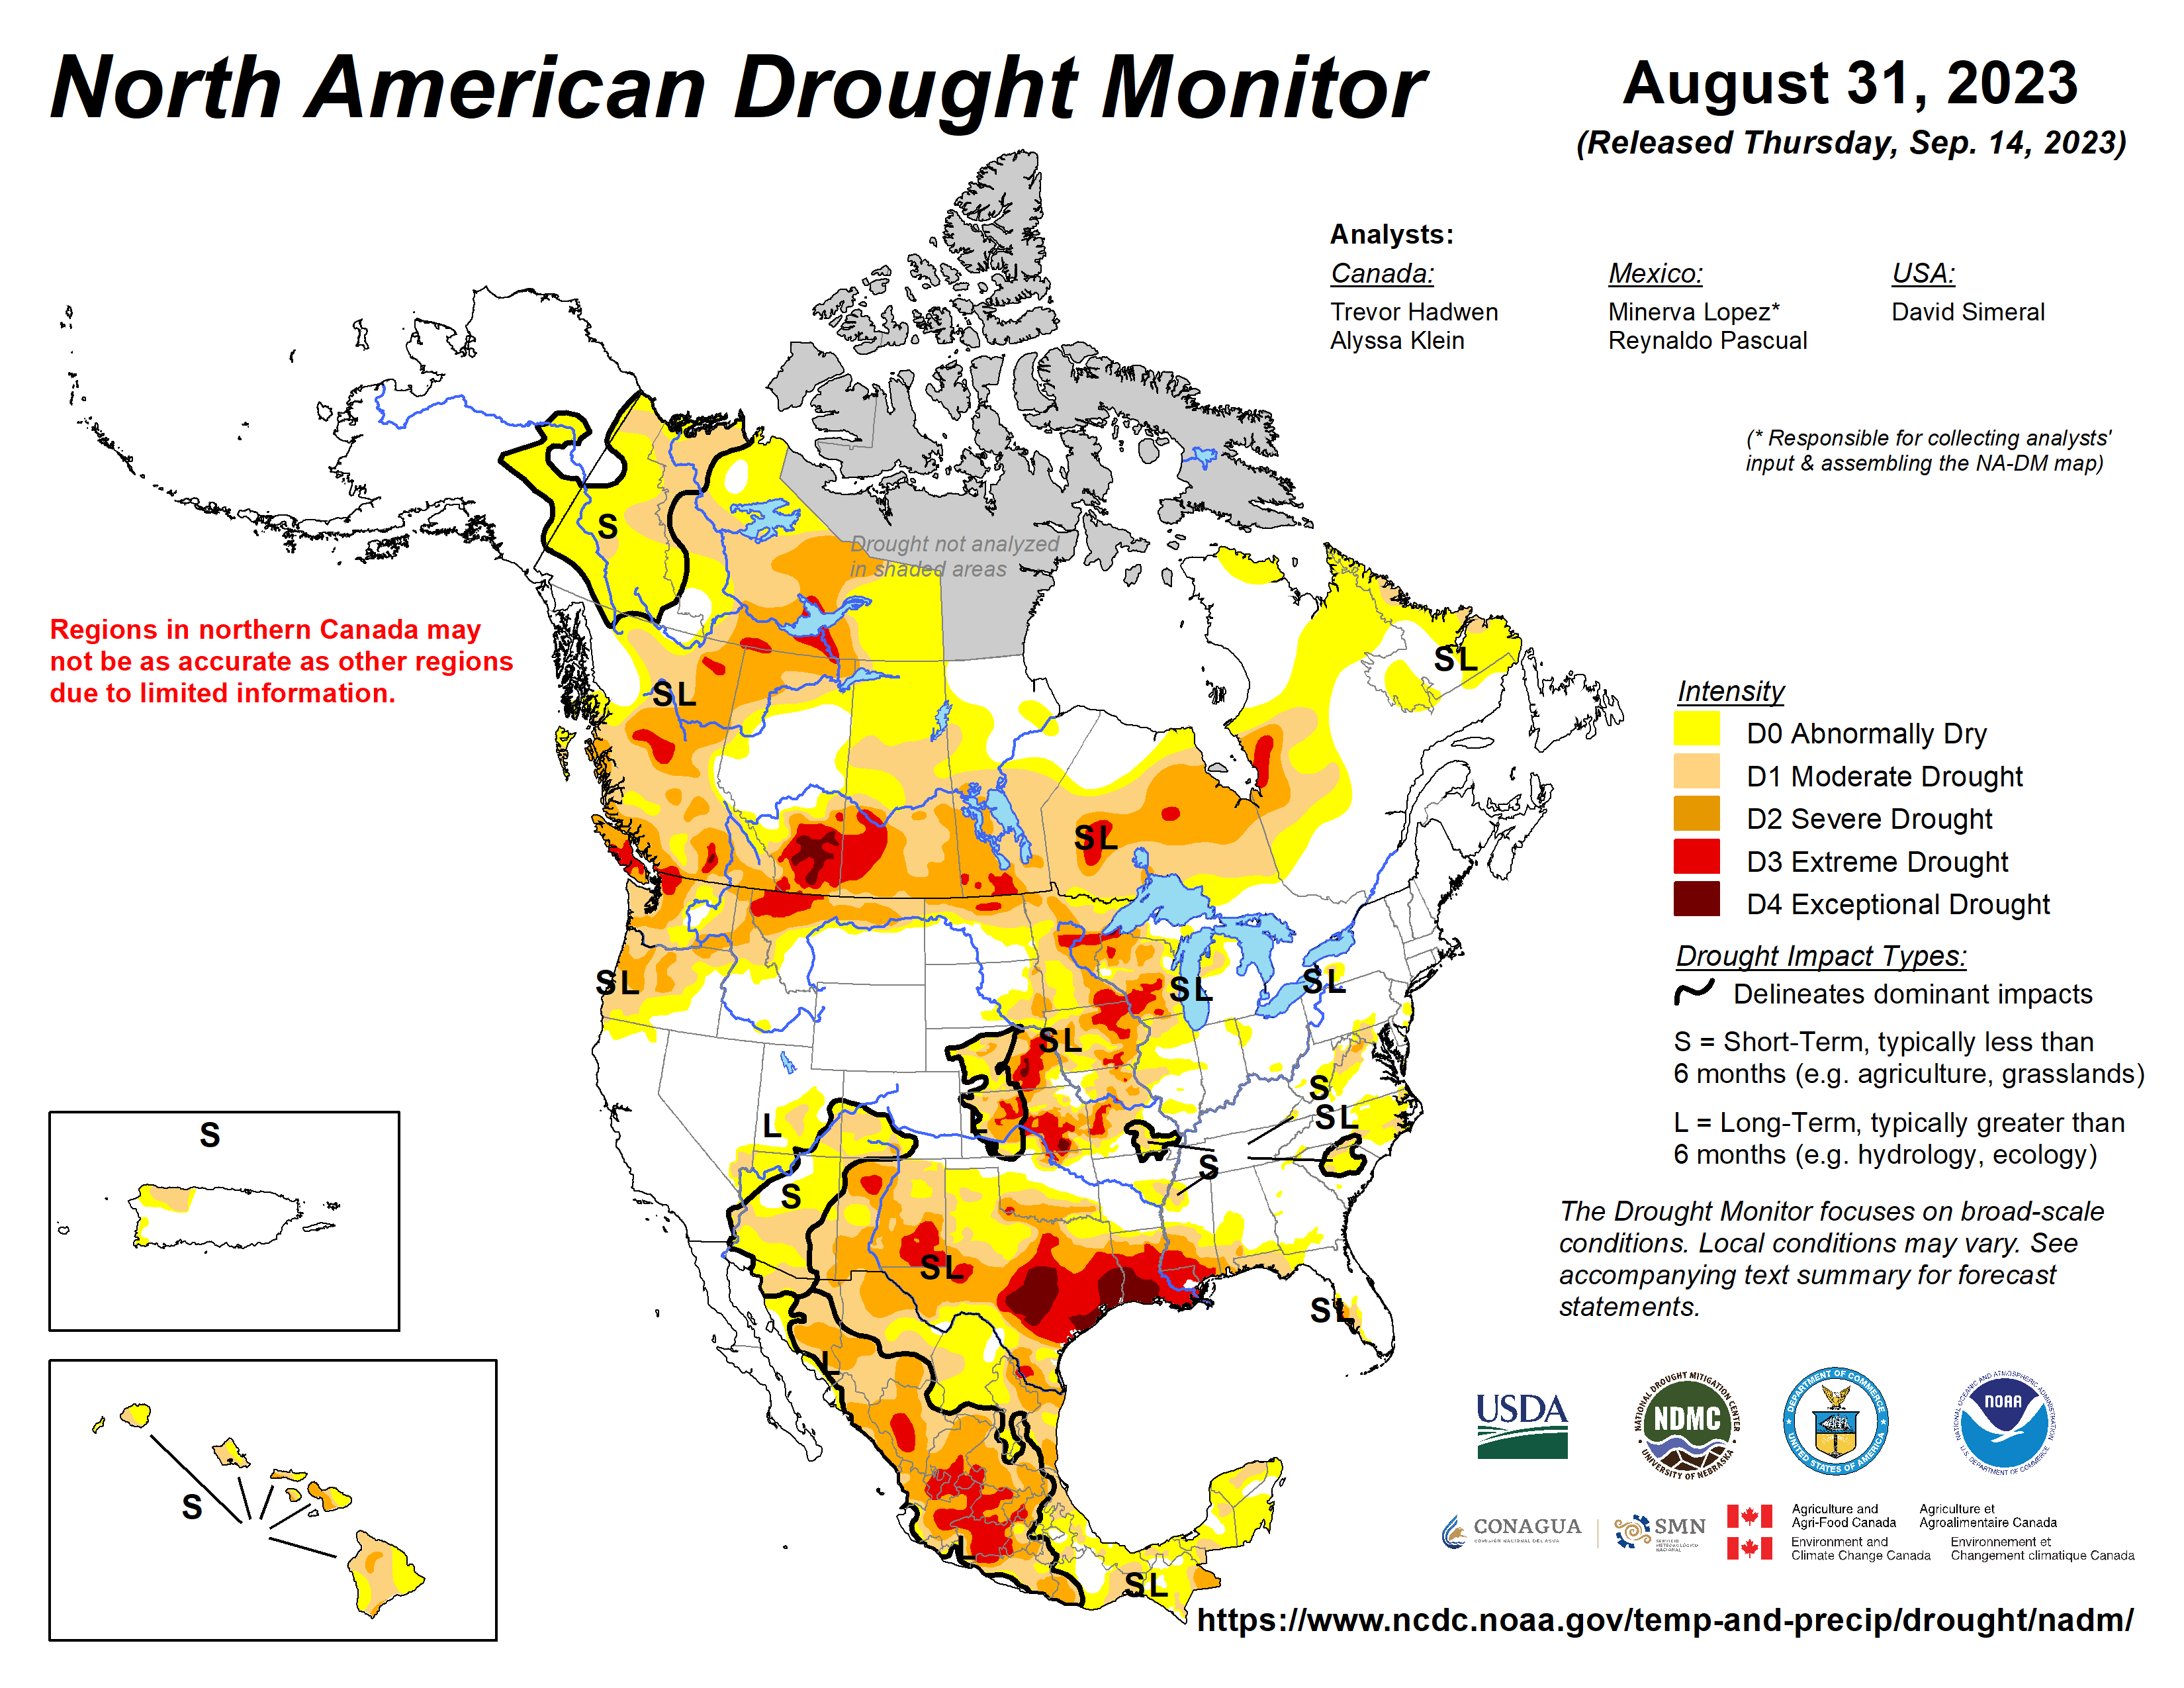 North American Drought Monitor
August 31, 2023
(Released Thursday, Sep. 14, 2023)
Analysts:
Canada:
Trevor Hadwen
Alyssa Klein
Mexico:
Minerva Lopez*
Reynaldo Pascual
USA:
David Simeral
(* Responsible for collecting analysts'
input & assembling the NA-DM map)
Drought not analyzed
in shaded areas
Regions in northern Canada may
not be as accurate as other regions
due to limited information.
S
SL
SL
SL
SL
SL
SL
SL
L
S
L
S
SL
S
SL
SL
L
L
SL
S
S
Intensity
D0 Abnormally Dry
D1 Moderate Drought
D2 Severe Drought
D3 Extreme Drought
D4 Exceptional Drought
Drought Impact Types:
Delineates dominant impacts
S = Short-Term, typically less than
6 months (e.g. agriculture, grasslands)
L = Long-Term, typically greater than
6 months (e.g. hydrology, ecology)
The Drought Monitor focuses on broad-scale
conditions. Local conditions may vary. See
accompanying text summary for forecast
statements.
USDA
NATIONAL DROUGHT MITIGATION CENTER
NDMC
UNIVERSITY OF NEBRASKA
DEPARTMENT OF COMMERCE
UNITED STATES OF AMERICA
NATIONAL OCEANIC AND ATMOSPHERIC ADMINISTRATION
NOAA
U.S. DEPARTMENT OF COMMERCE
CONAGUA
COMISIÓN NACIONAL DEL AGUA
SMN
SERVICIO
METEOROLÓGICO
NACIONAL
Agriculture and
Agri-Food Canada
Agriculture et
Agroalimentaire Canada
Environment and
Climate Change Canada
Environnement et
Changement climatique Canada
https://www.ncdc.noaa.gov/temp-and-precip/drought/nadm/